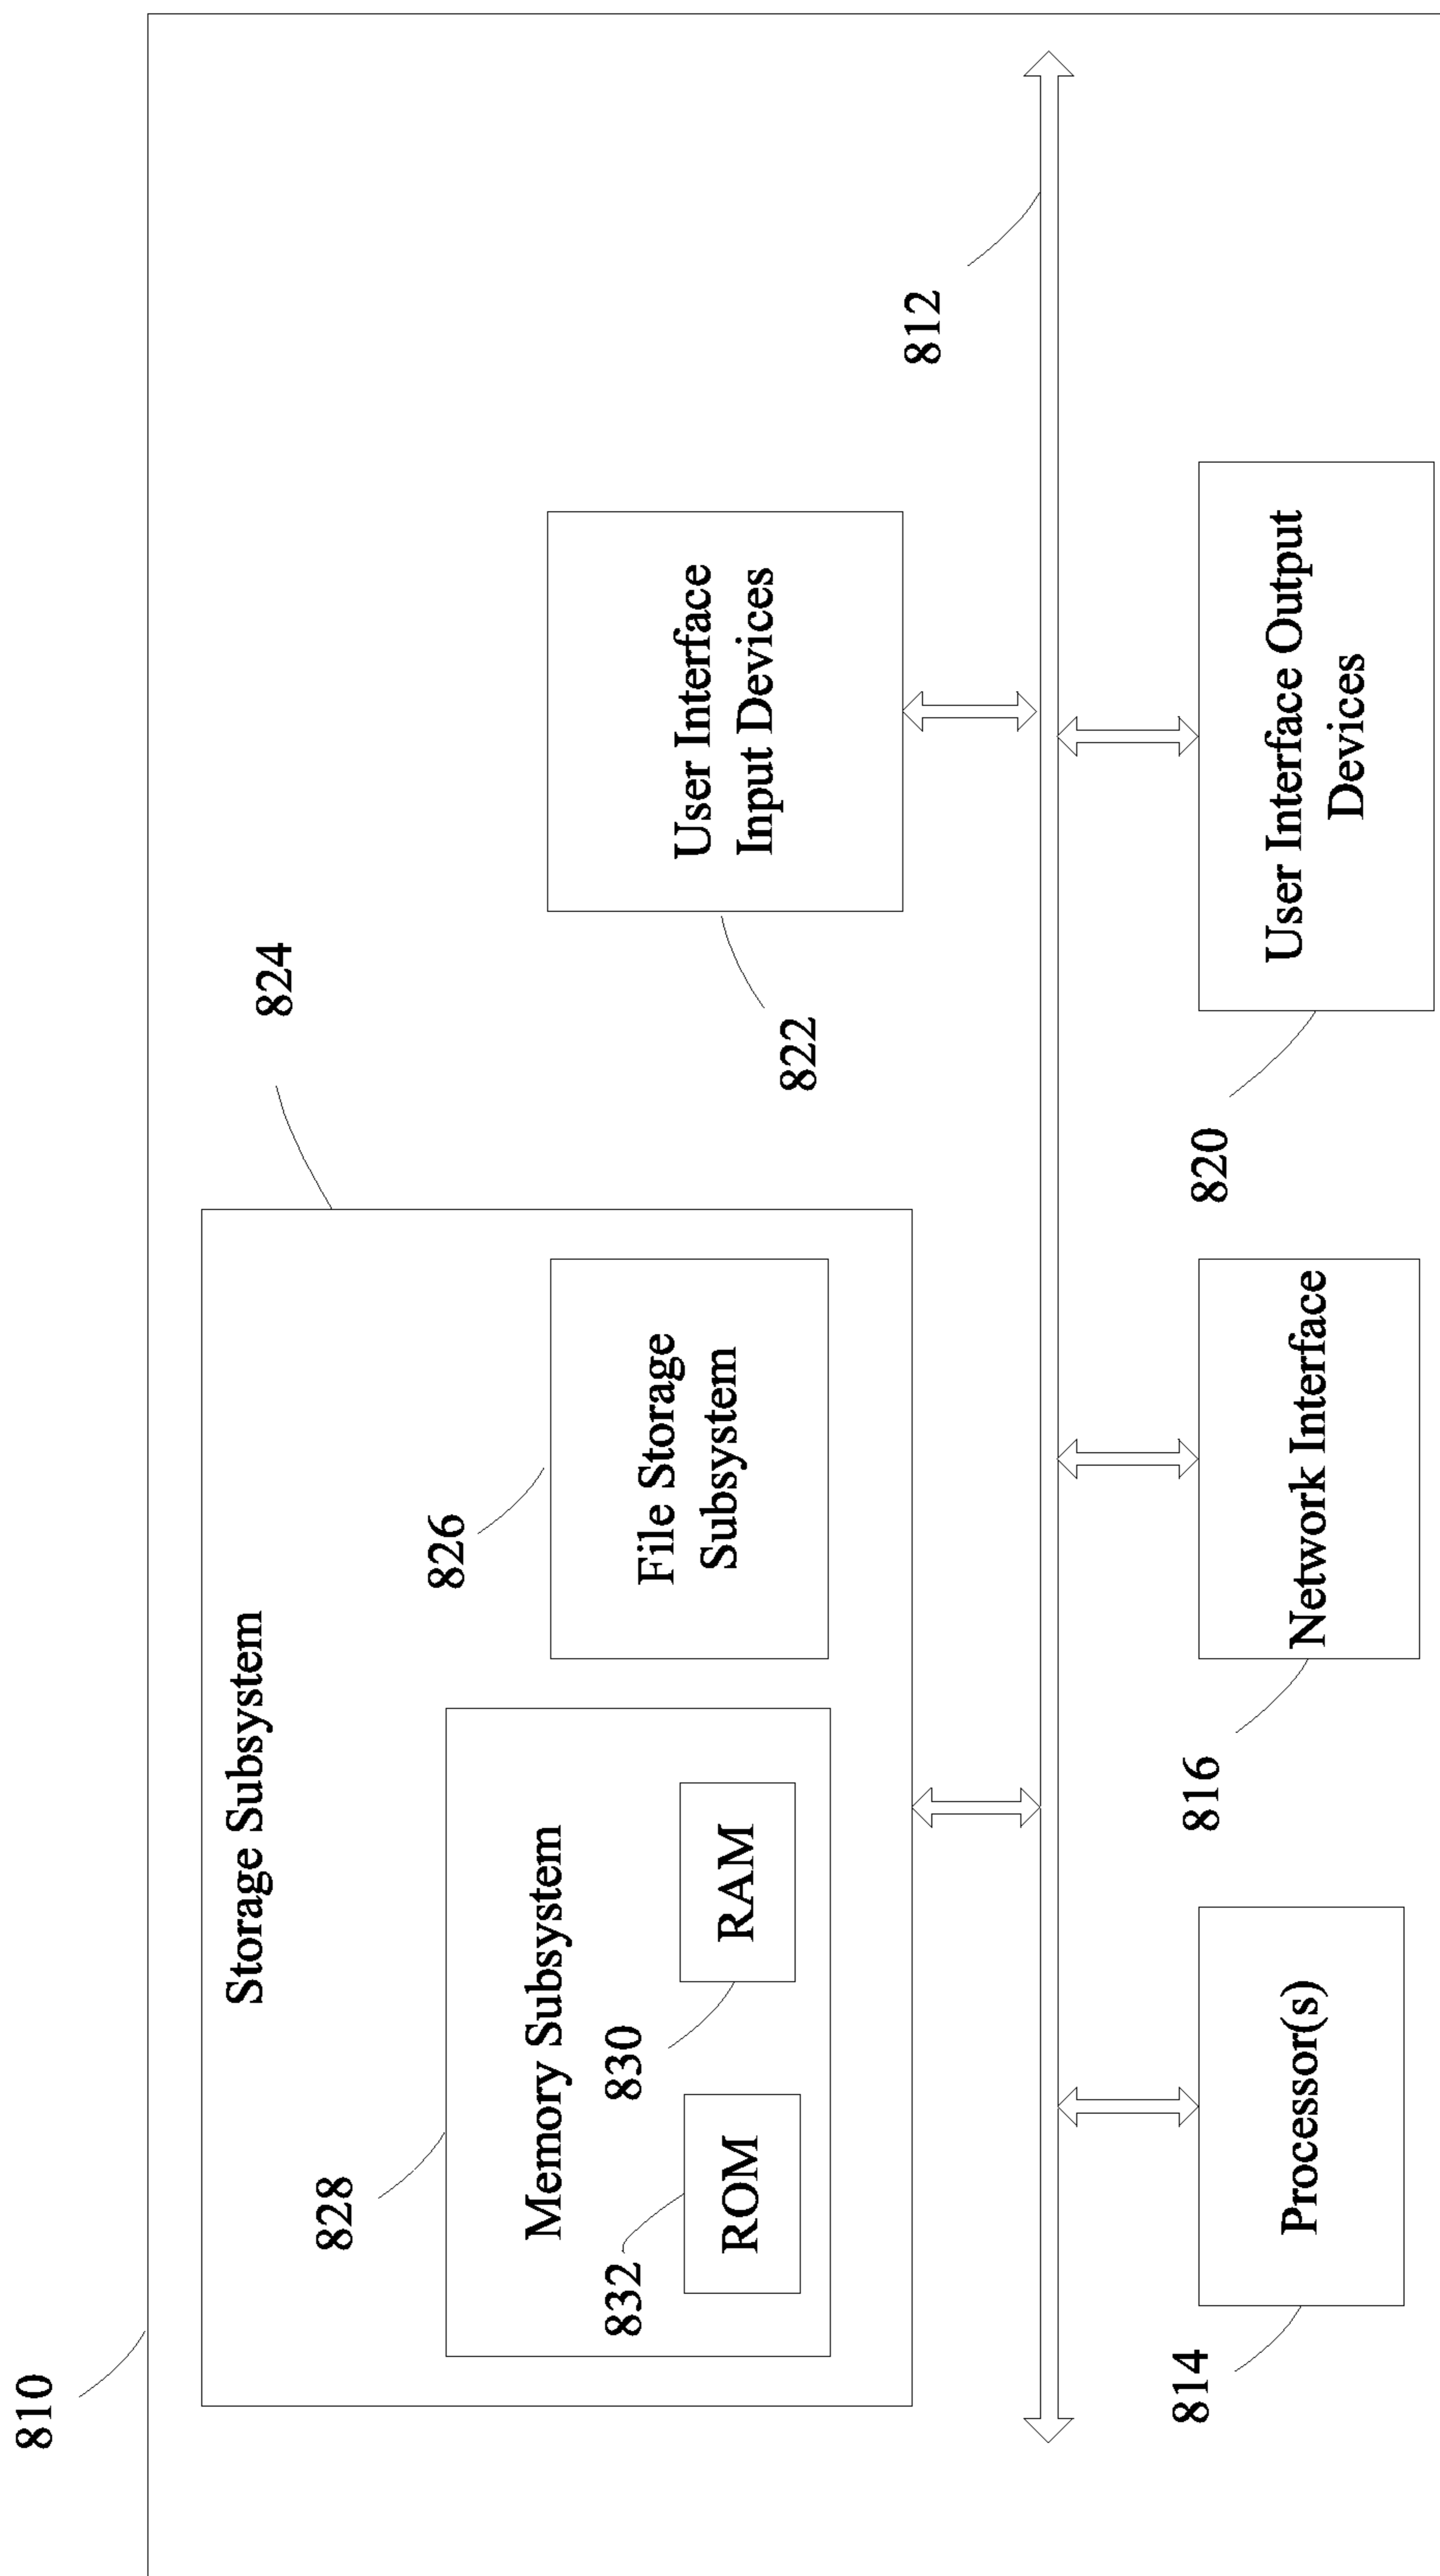 810
824
Storage Subsystem
828
826
Memory Subsystem
File Storage
Subsystem
832
830
ROM
RAM
User Interface
Input Devices
822
812
814
816
820
Processor(s)
Network Interface
User Interface Output
Devices